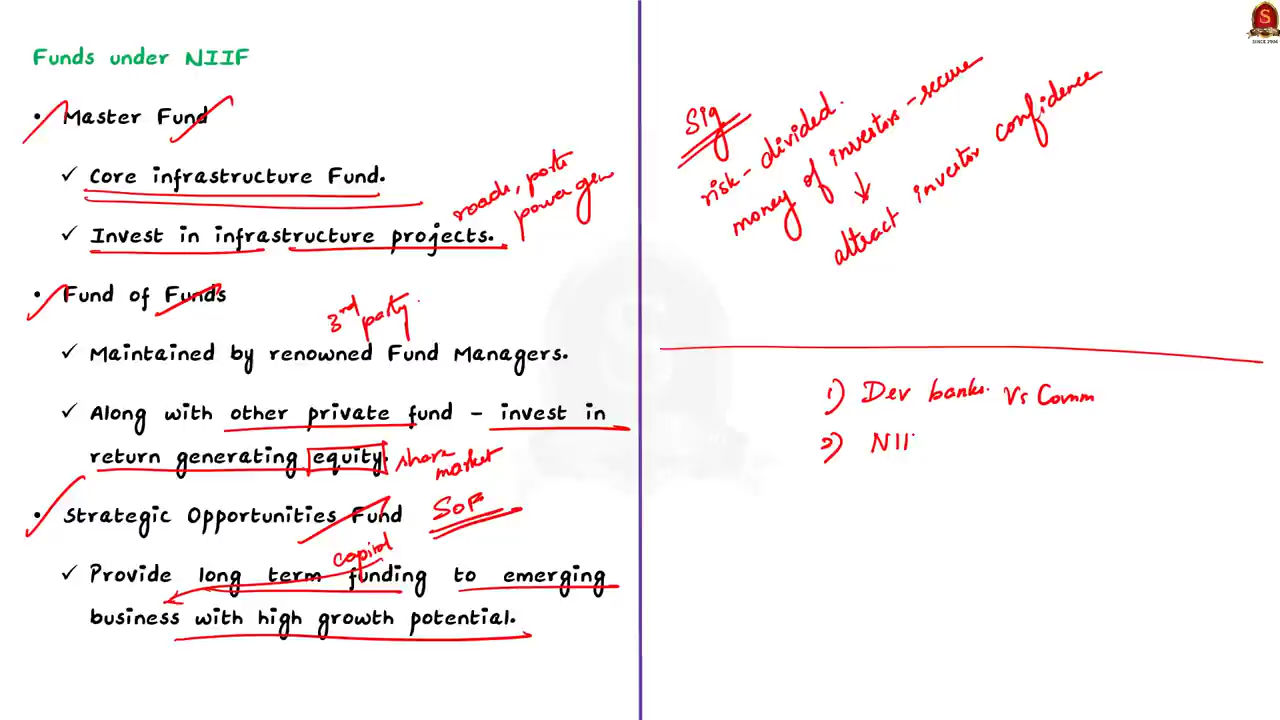 Funds under NIIF
• Master Fund
✓ Core infrastructure Fund.
roads, ports
power gen
✓ Invest in infrastructure projects.
• Fund of Funds
3rd party
✓ Maintained by renowned Fund Managers.
✓ Along with other private fund - invest in
return generating equity.
share
market
• Strategic Opportunities Fund
SOF
capital
✓ Provide long term funding to emerging
business with high growth potential.
S
SINCE 2004
Sig
risk - divided.
money of investors - secure
↓
attract investor confidence
1) Dev banks. Vs Comm
2) NII